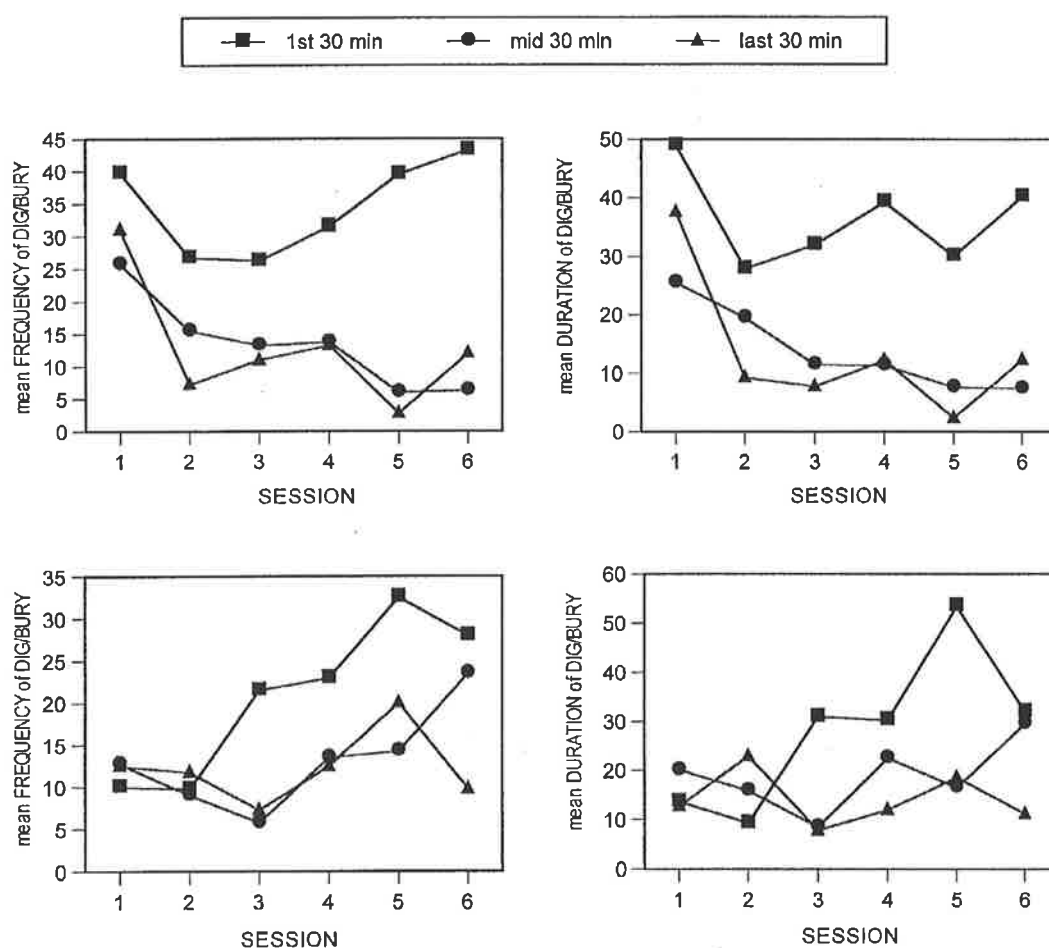 1st 30 min mid 30 min last 30 min
mean FREQUENCY of DIG/BURY
45
40
35
30
25
20
15
10
5
0
1 2 3 4 5 6
SESSION
mean DURATION of DIG/BURY
50
40
30
20
10
0
1 2 3 4 5 6
SESSION
mean FREQUENCY of DIG/BURY
35
30
25
20
15
10
5
0
1 2 3 4 5 6
SESSION
mean DURATION of DIG/BURY
60
50
40
30
20
10
0
1 2 3 4 5 6
SESSION